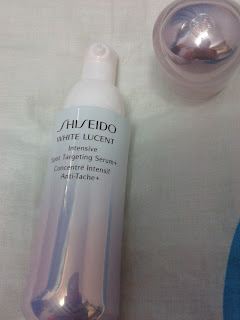 SHISEIDO
WHITE LUCENT
Intensive
Spot Targeting Serum+
Concentré Intensif
Anti-Tache+